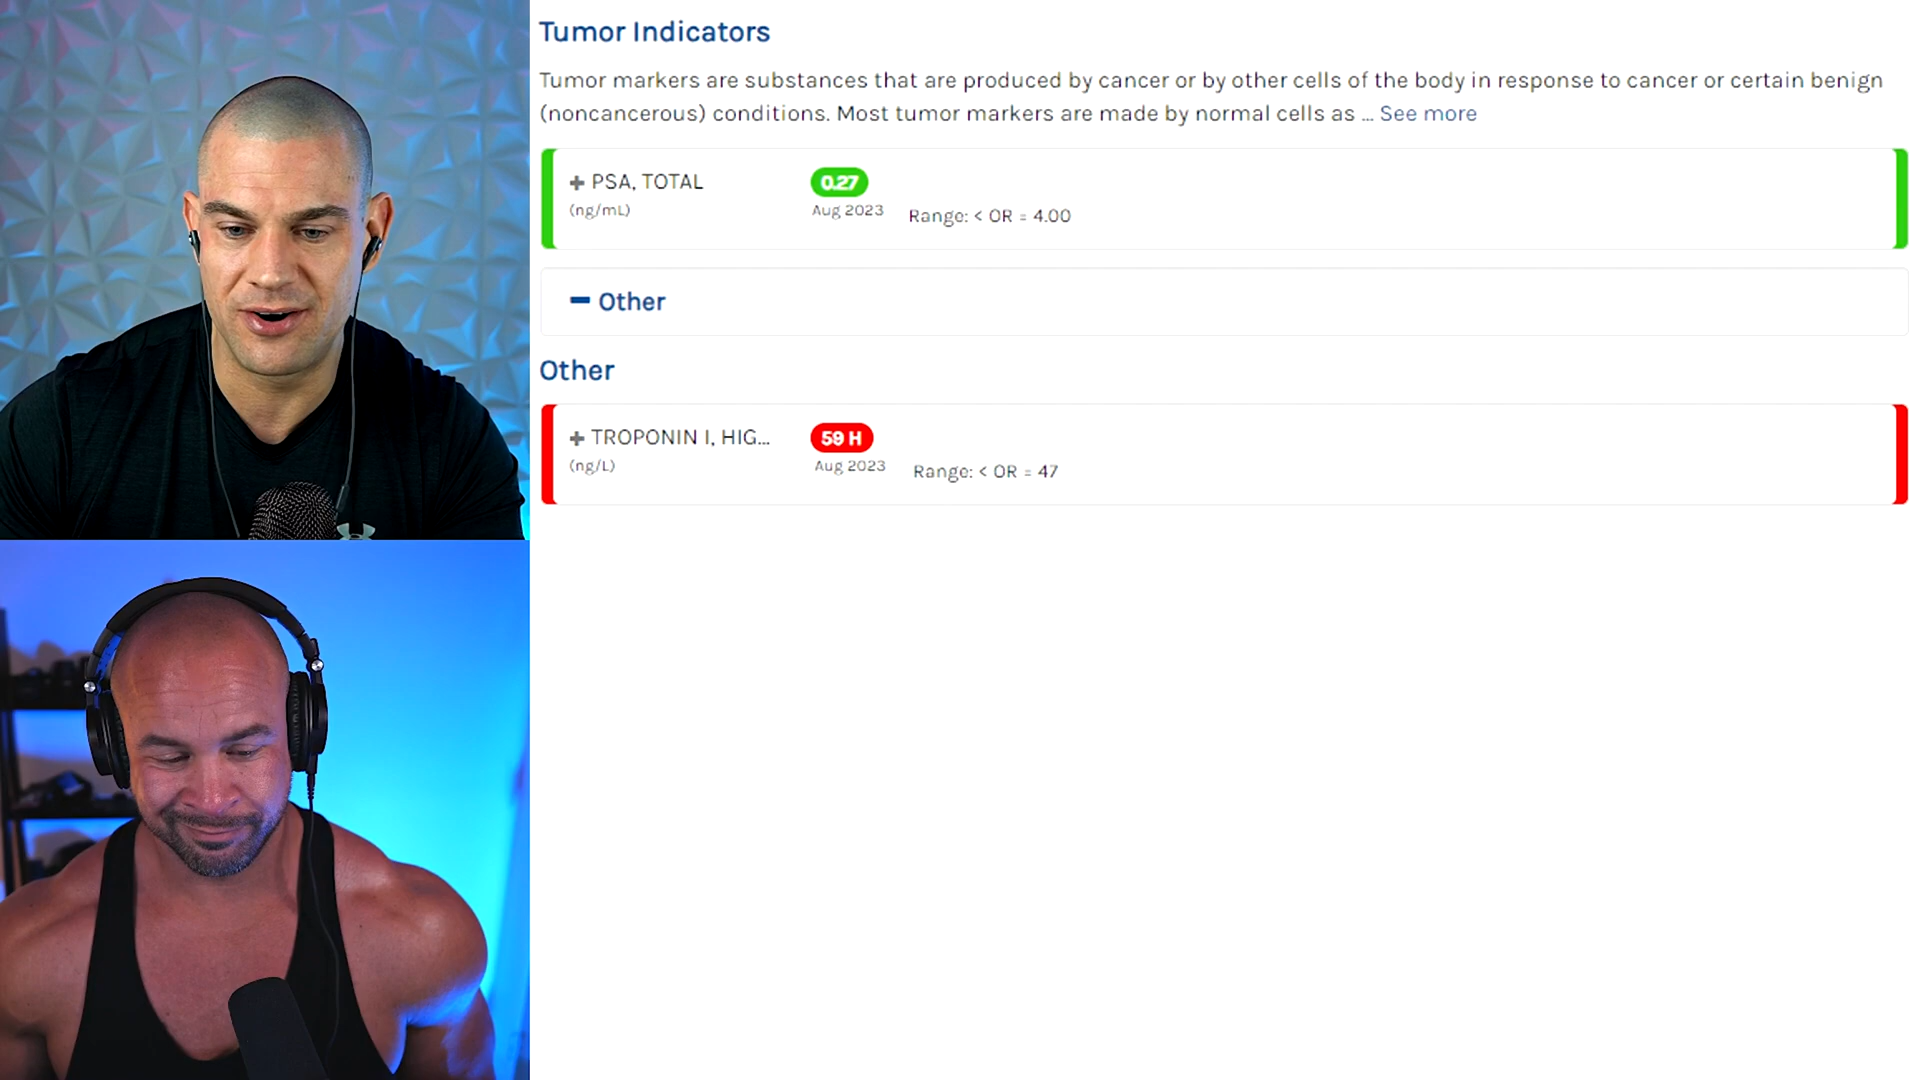 Tumor Indicators
Tumor markers are substances that are produced by cancer or by other cells of the body in response to cancer or certain benign
(noncancerous) conditions. Most tumor markers are made by normal cells as ... See more
+ PSA, TOTAL
0.27
(ng/mL)
Aug 2023
Range: < OR = 4.00
Other
Other
+ TROPONIN I, HIG...
59 H
(ng/L)
Aug 2023
Range: < OR = 47